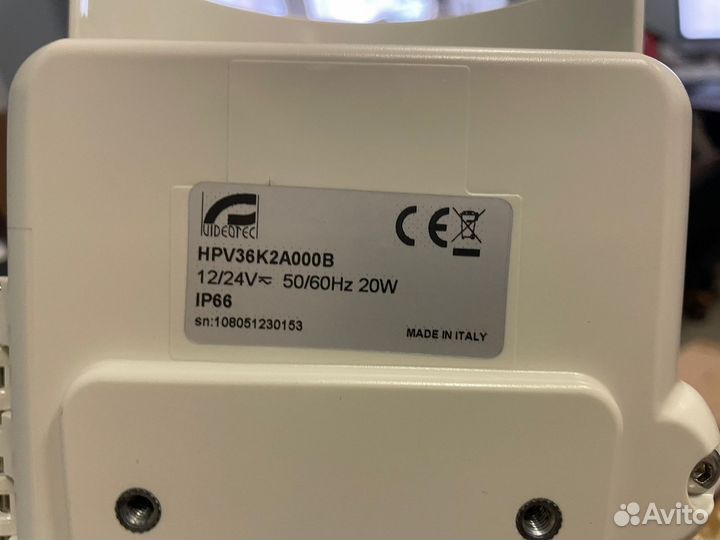 VIDEOTEC
CE
HPV36K2A000B
12/24V⎓ 50/60Hz 20W
IP66
sn:108051230153
MADE IN ITALY
Avito